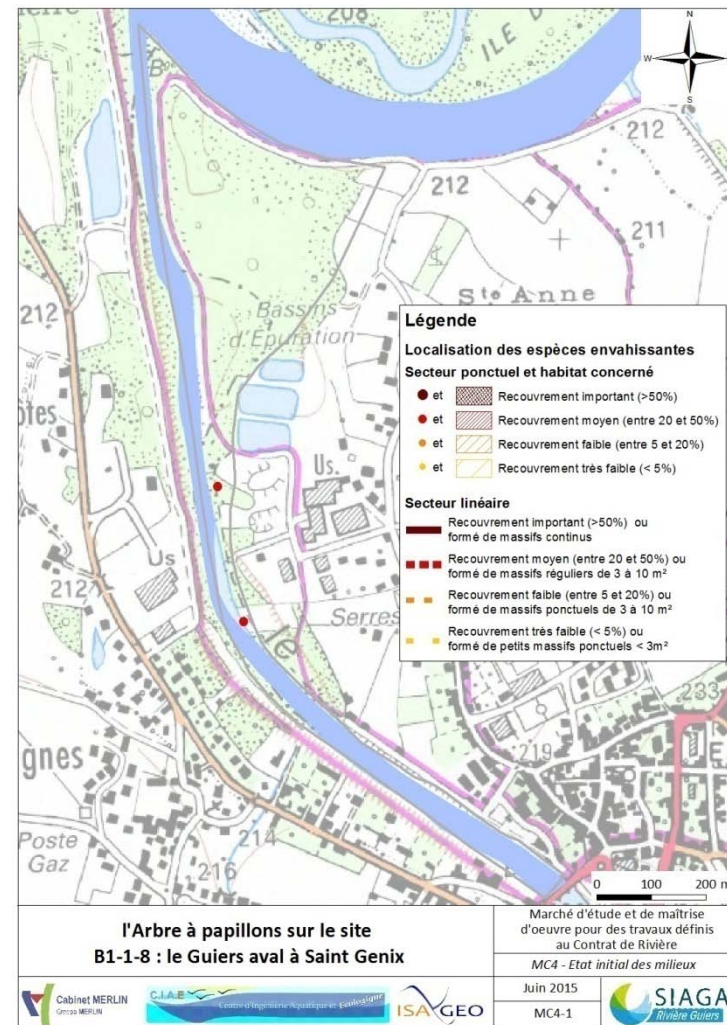 208
ILE D
N
W
E
S
B
212
212
211
Ste ANNE
212
Bassins
d'Epuration
Légende
Localisation des espèces envahissantes
Secteur ponctuel et habitat concerné
et Recouvrement important (>50%)
et Recouvrement moyen (entre 20 et 50%)
et Recouvrement faible (entre 5 et 20%)
et Recouvrement très faible (< 5%)
Secteur linéaire
Recouvrement important (>50%) ou
formé de massifs continus
Recouvrement moyen (entre 20 et 50%) ou
formé de massifs réguliers de 3 à 10 m²
Recouvrement faible (entre 5 et 20%) ou
formé de massifs ponctuels de 3 à 10 m²
Recouvrement très faible (< 5%) ou
formé de petits massifs ponctuels < 3m²
otes
Us.
Us
212
Serres
le
233
219
gnes
Poste
Gaz
214
216
0 100 200 m
l'Arbre à papillons sur le site
B1-1-8 : le Guiers aval à Saint Genix
Marché d'étude et de maîtrise
d'oeuvre pour des travaux définis
au Contrat de Rivière
MC4 - Etat initial des milieux
Juin 2015
MC4-1
Cabinet MERLIN
Groupe MERLIN
C.I.A.E
Centre d'Ingénierie Aquatique et Ecologique
ISA GEO
SIAGA
Rivière Guiers